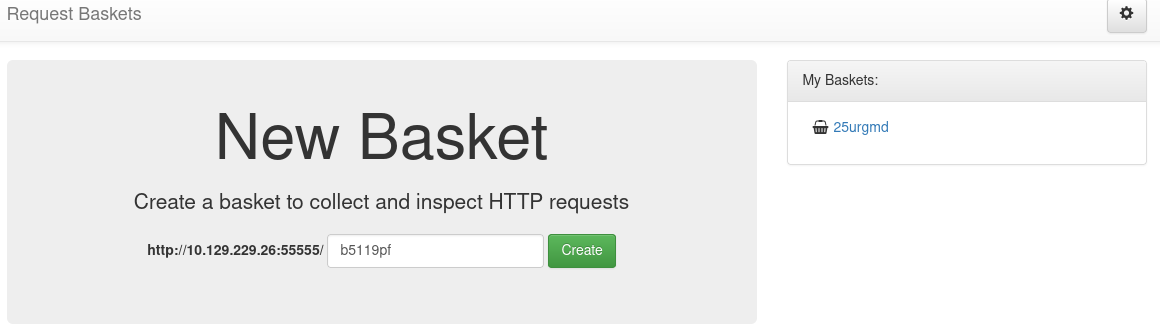 Request Baskets
New Basket
Create a basket to collect and inspect HTTP requests
http://10.129.229.26:55555/ b5119pf Create
My Baskets:
25urgmd